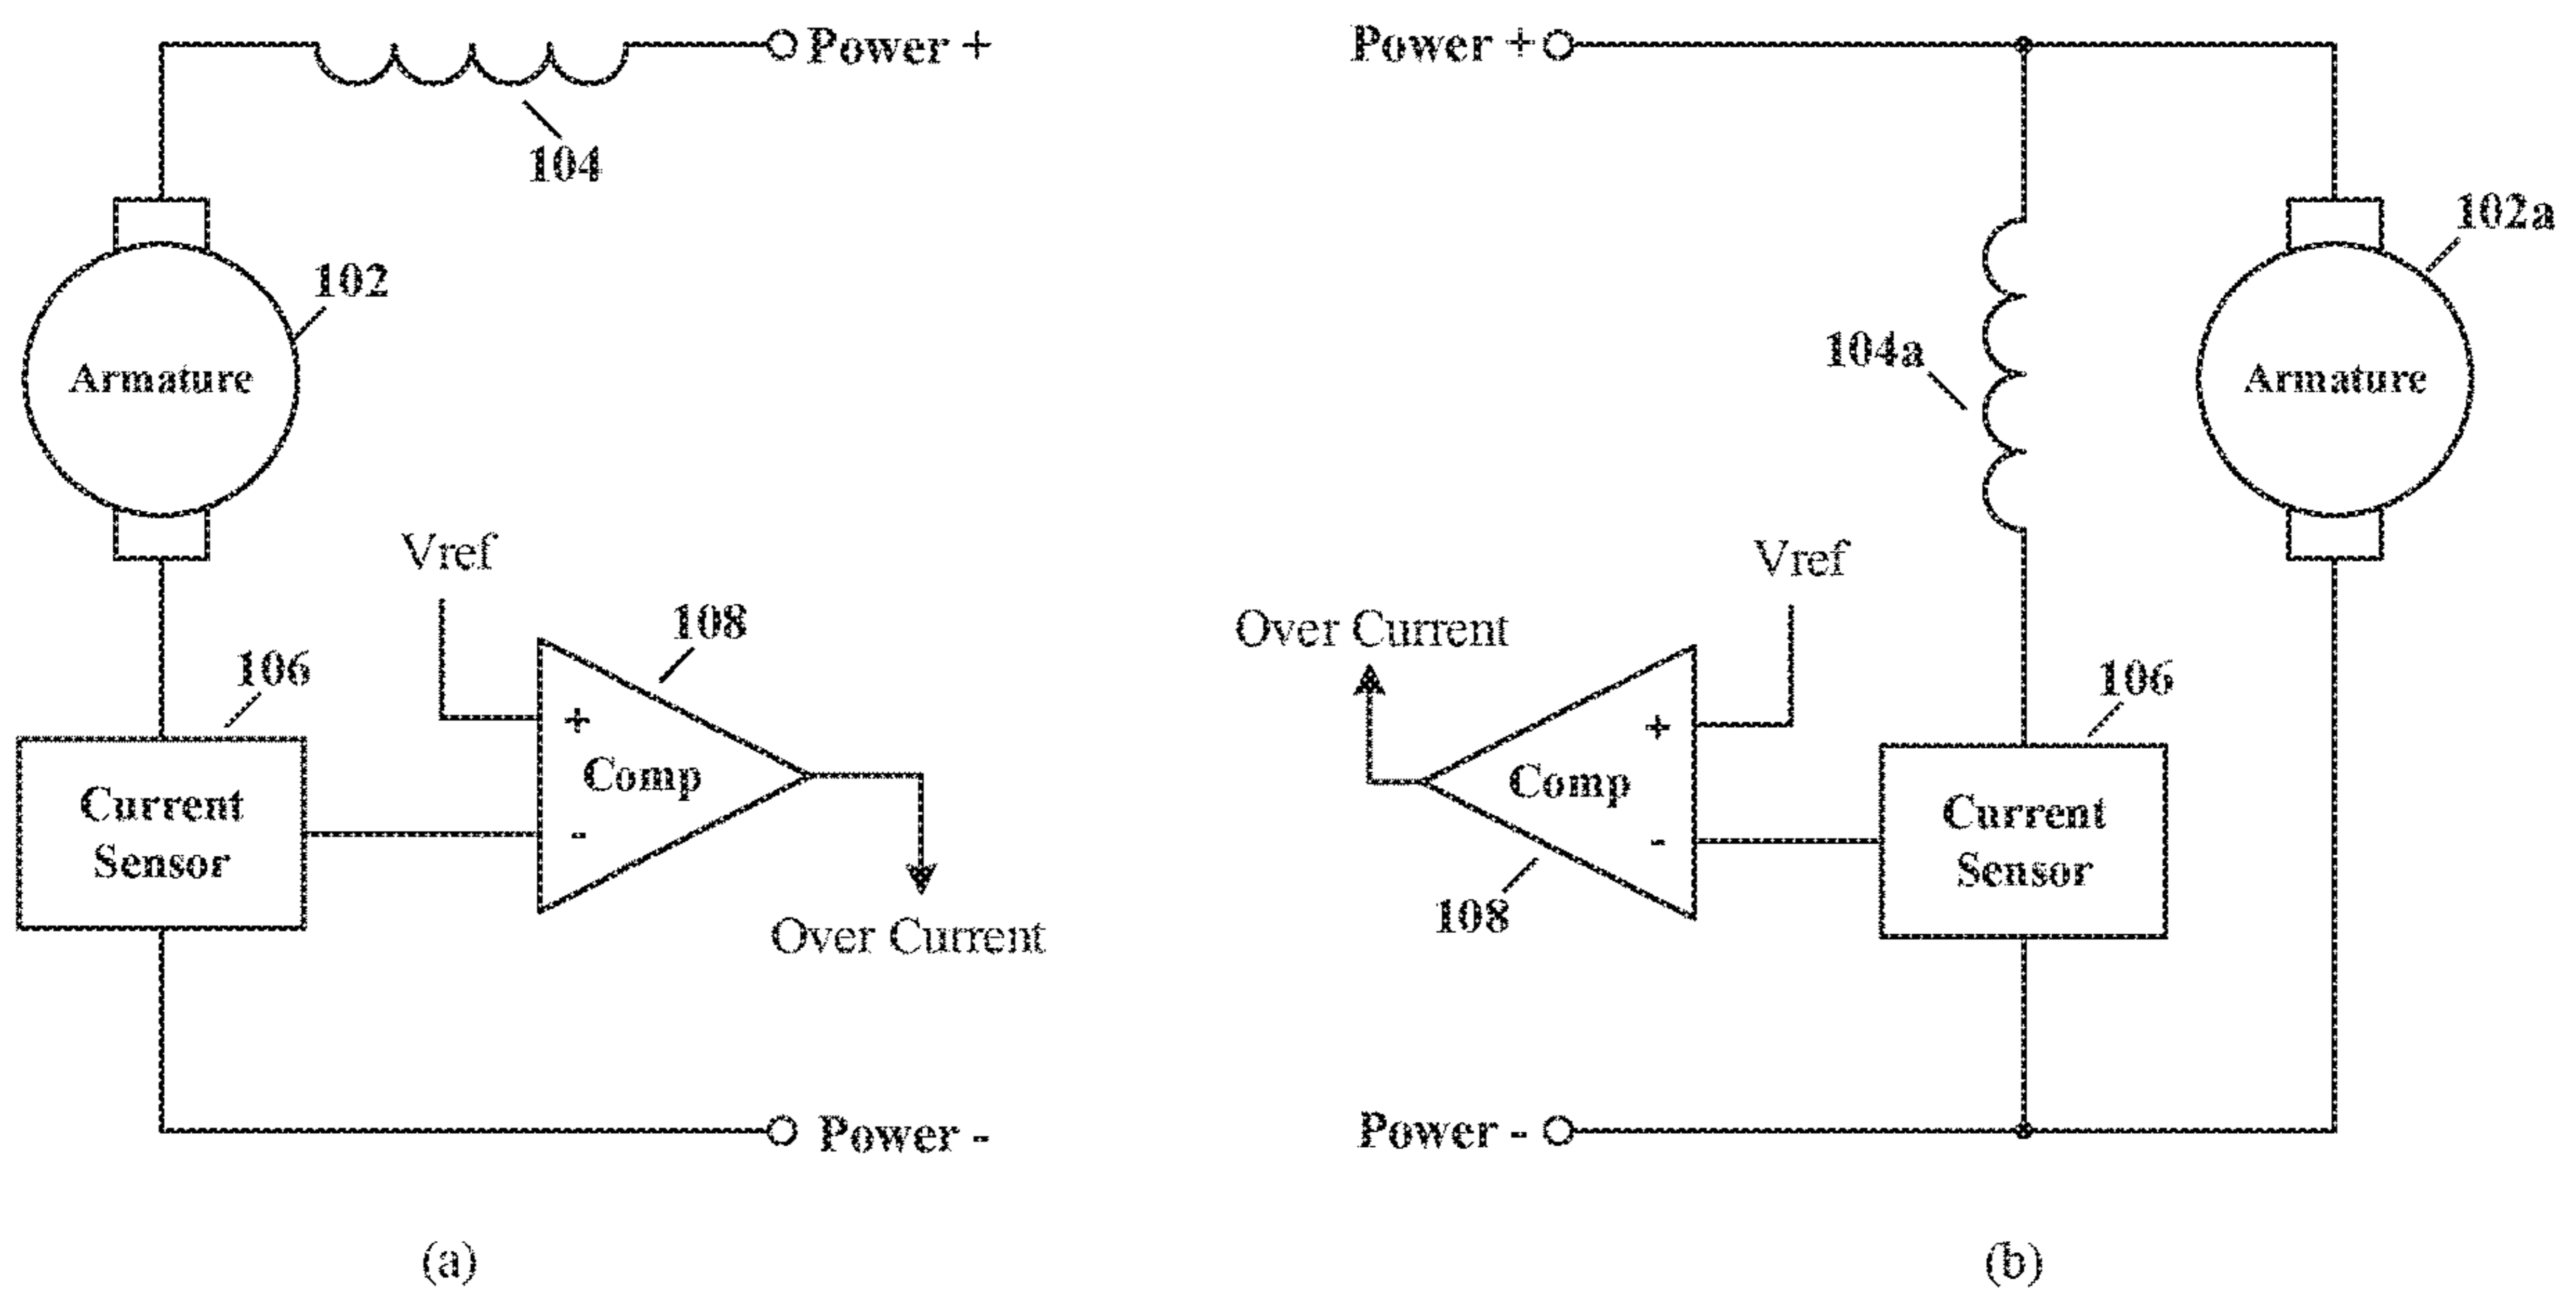 Power +
104
102
Armature
Vref
108
106
+
Comp
-
Current
Sensor
Over Current
Power -
(a)
Power +
102a
104a
Armature
Vref
Over Current
106
+
Comp
-
Current
Sensor
108
Power -
(b)